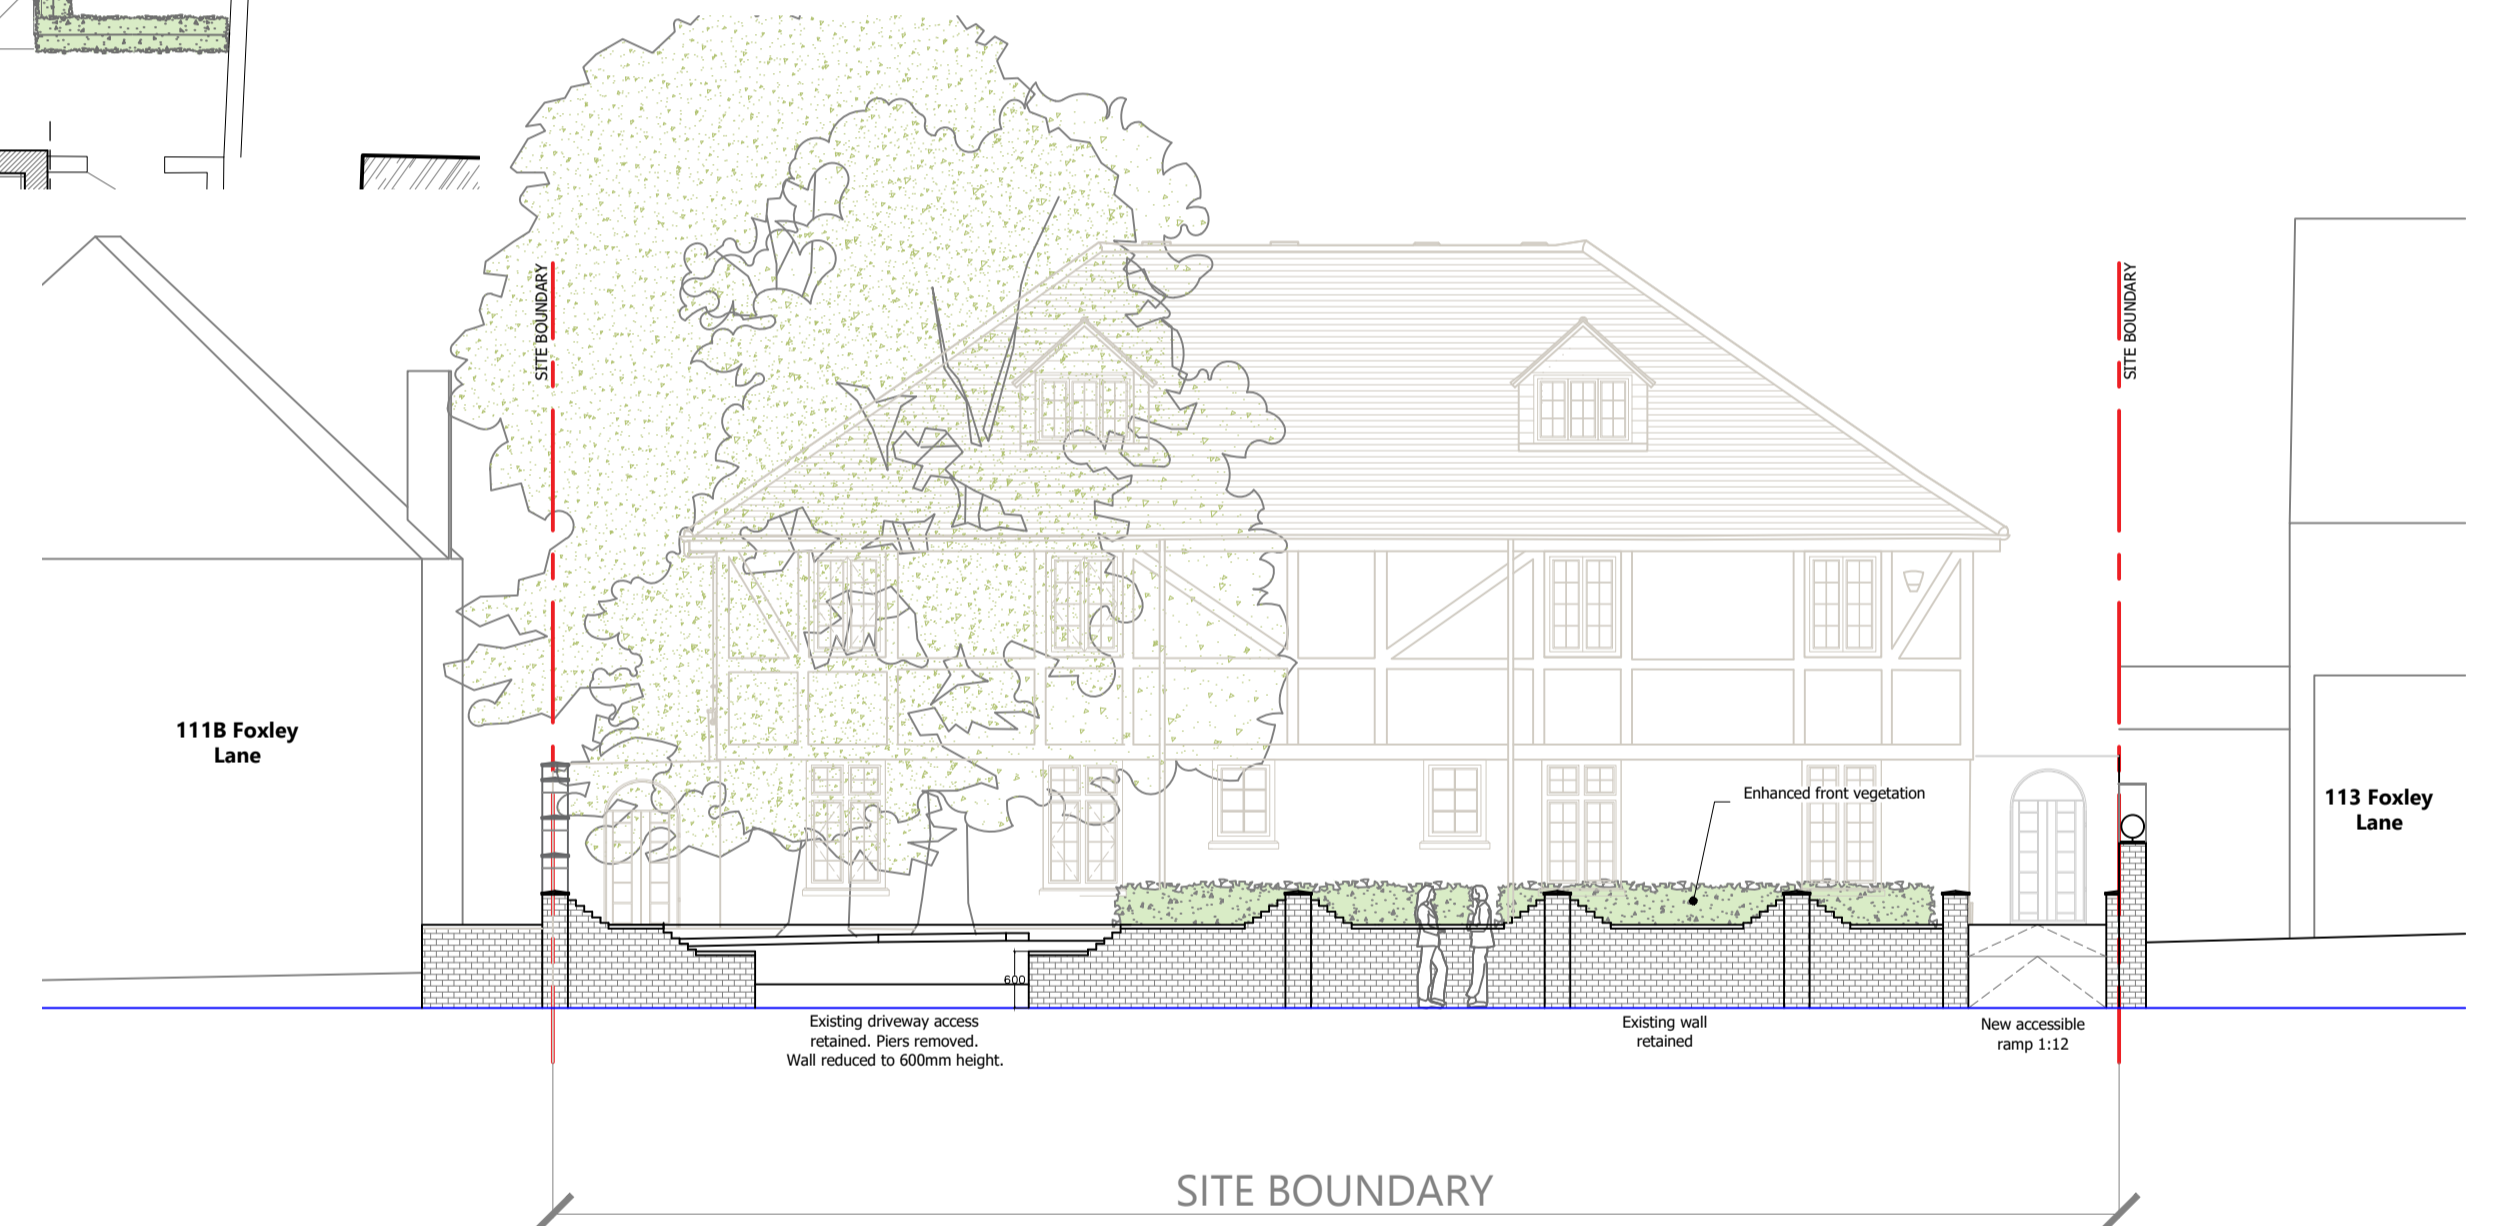 SITE BOUNDARY
SITE BOUNDARY
111B Foxley
Lane
Enhanced front vegetation
113 Foxley
Lane
600
Existing driveway access
retained. Piers removed.
Wall reduced to 600mm height.
Existing wall
retained
New accessible
ramp 1:12
SITE BOUNDARY